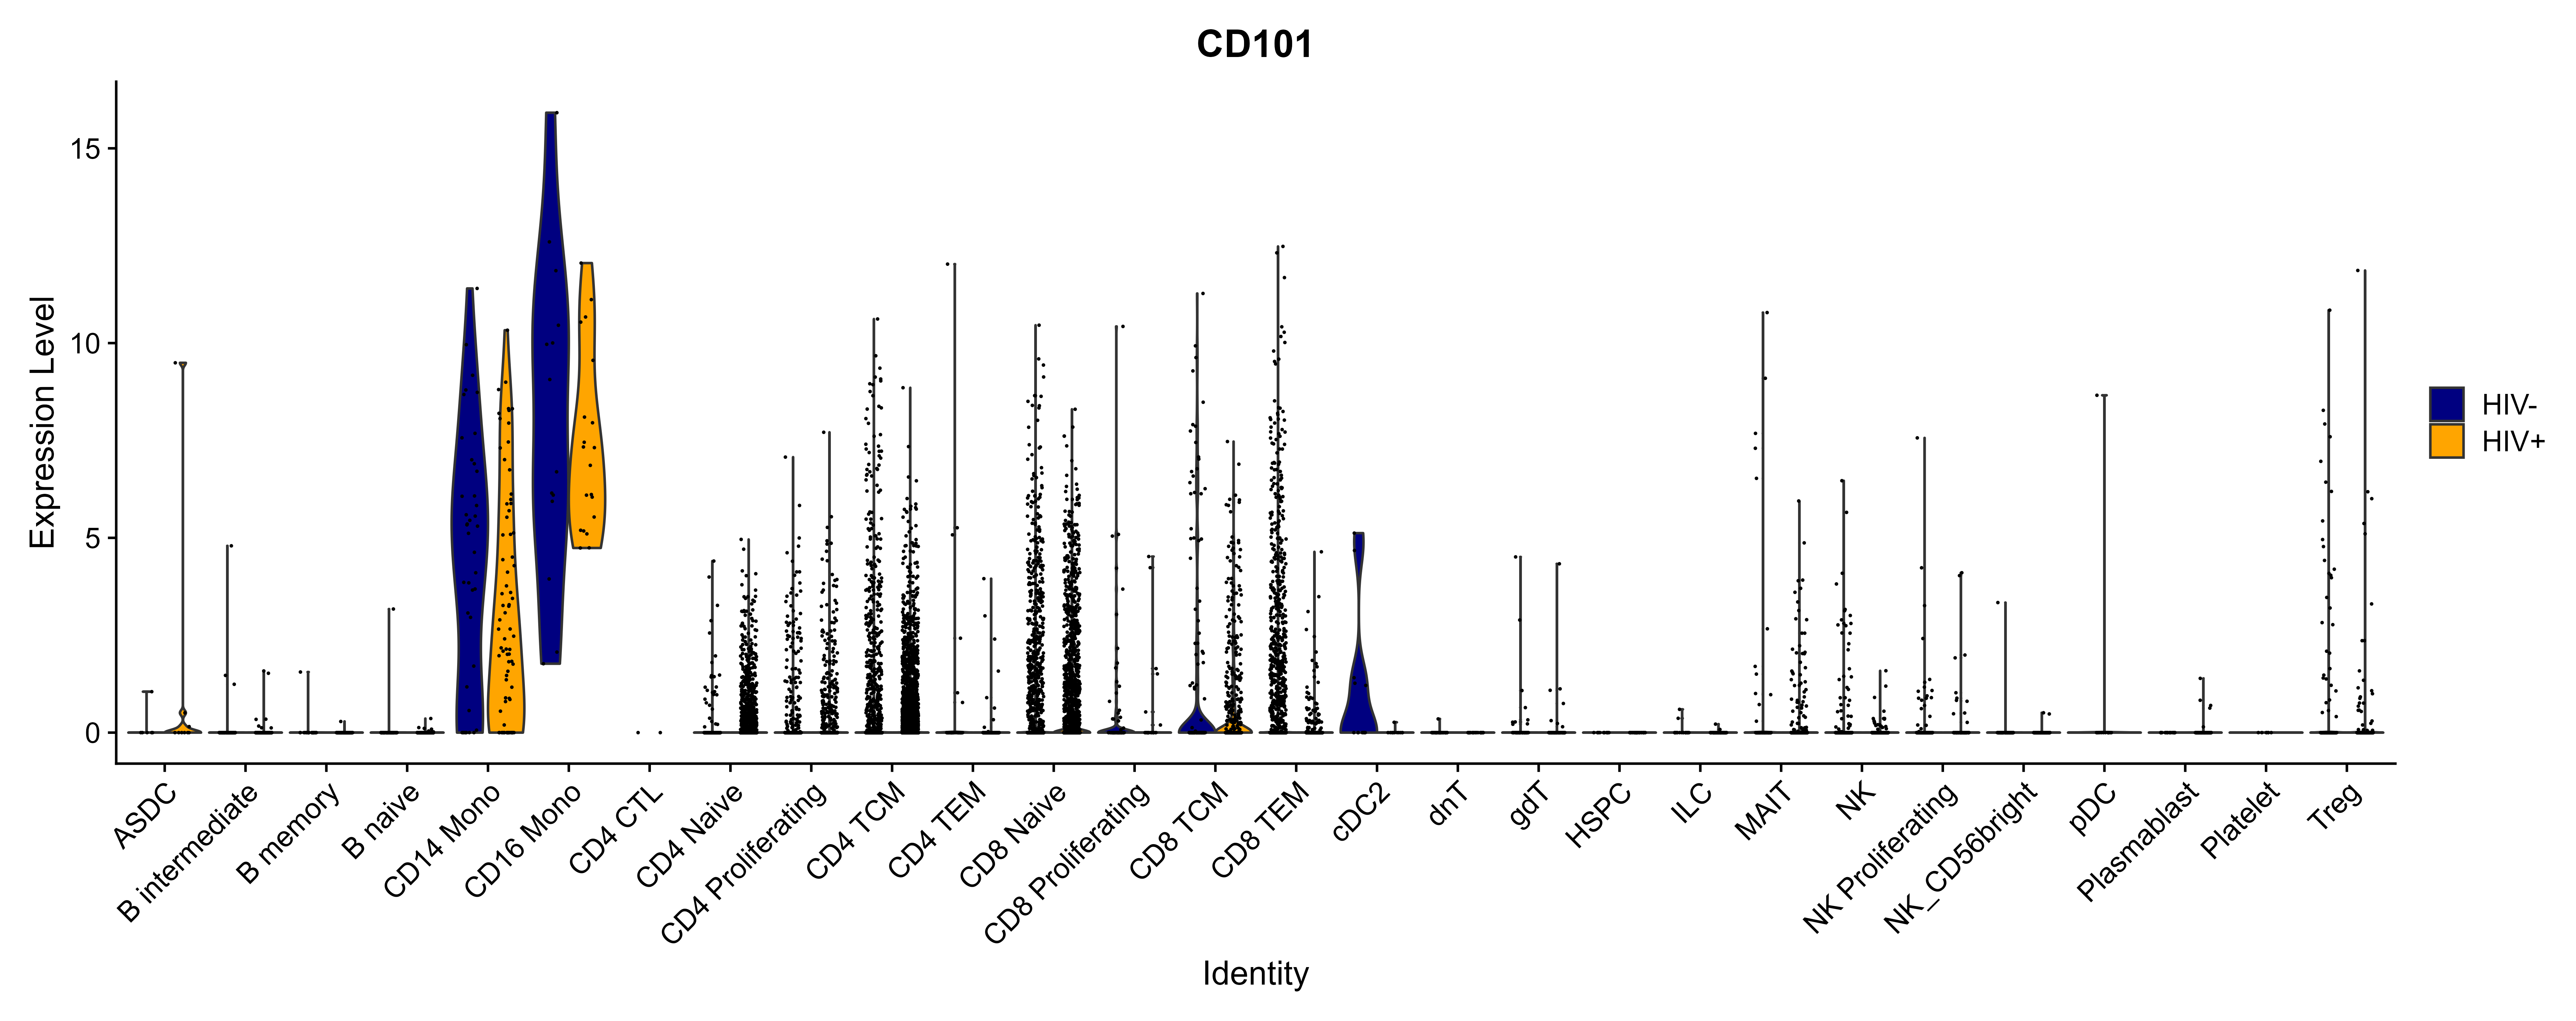 CD101
Expression Level
15
10
5
0
HIV-
HIV+
ASDC
B intermediate
B memory
B naive
CD14 Mono
CD16 Mono
CD4 CTL
CD4 Naive
CD4 Proliferating
CD4 TCM
CD4 TEM
CD8 Naive
CD8 Proliferating
CD8 TCM
CD8 TEM
cDC2
dnT
gdT
HSPC
ILC
MAIT
NK
NK Proliferating
NK_CD56bright
pDC
Plasmablast
Platelet
Treg
Identity